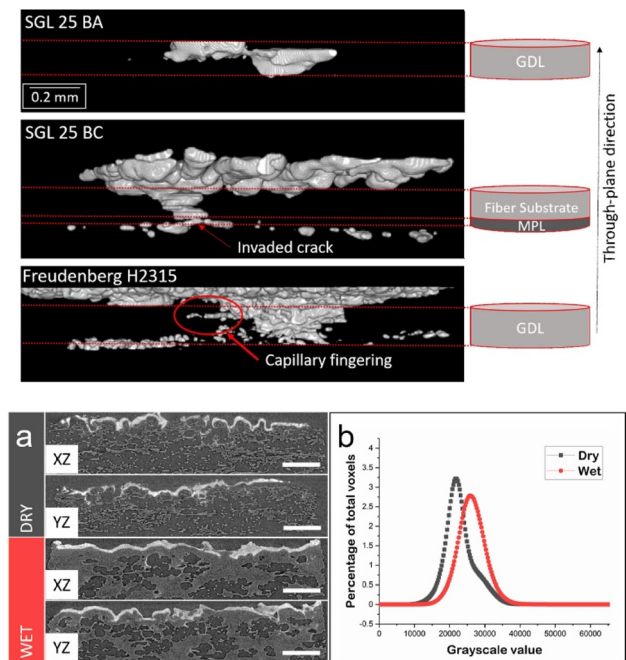 SGL 25 BA
0.2 mm
GDL
SGL 25 BC
Fiber Substrate
MPL
Invaded crack
Through-plane direction
Freudenberg H2315
GDL
Capillary fingering
a
DRY
XZ
YZ
WET
XZ
YZ
b
Percentage of total voxels
4
3.5
3
2.5
2
1.5
1
0.5
0
-0.5
Dry
Wet
0 10000 20000 30000 40000 50000 60000
Grayscale value